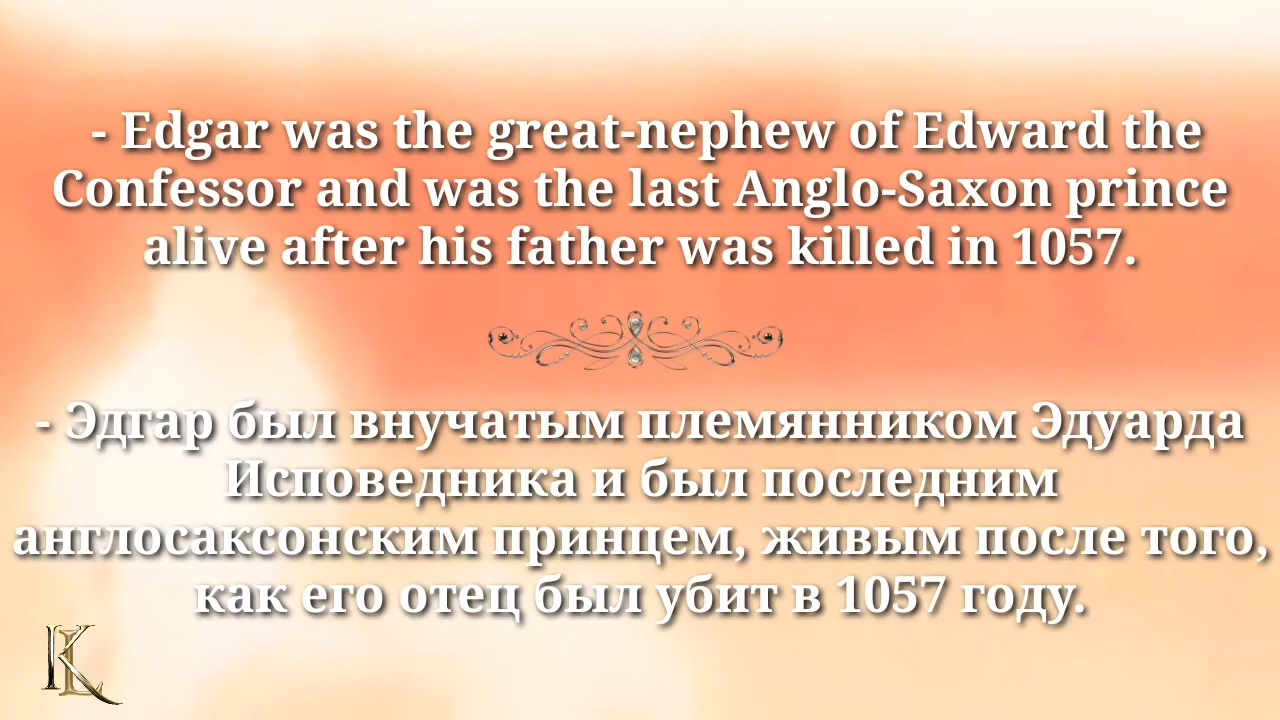 - Edgar was the great-nephew of Edward the
Confessor and was the last Anglo-Saxon prince
alive after his father was killed in 1057.
- Эдгар был внучатым племянником Эдуарда
Исповедника и был последним
англосаксонским принцем, живым после того,
как его отец был убит в 1057 году.
KL